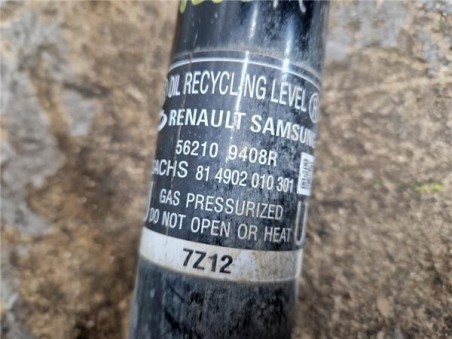 OIL RECYCLING LEVEL
RENAULT SAMSUN
56210 9408R
ACHS 81 4902 010 301
GAS PRESSURIZED
DO NOT OPEN OR HEAT
7Z12